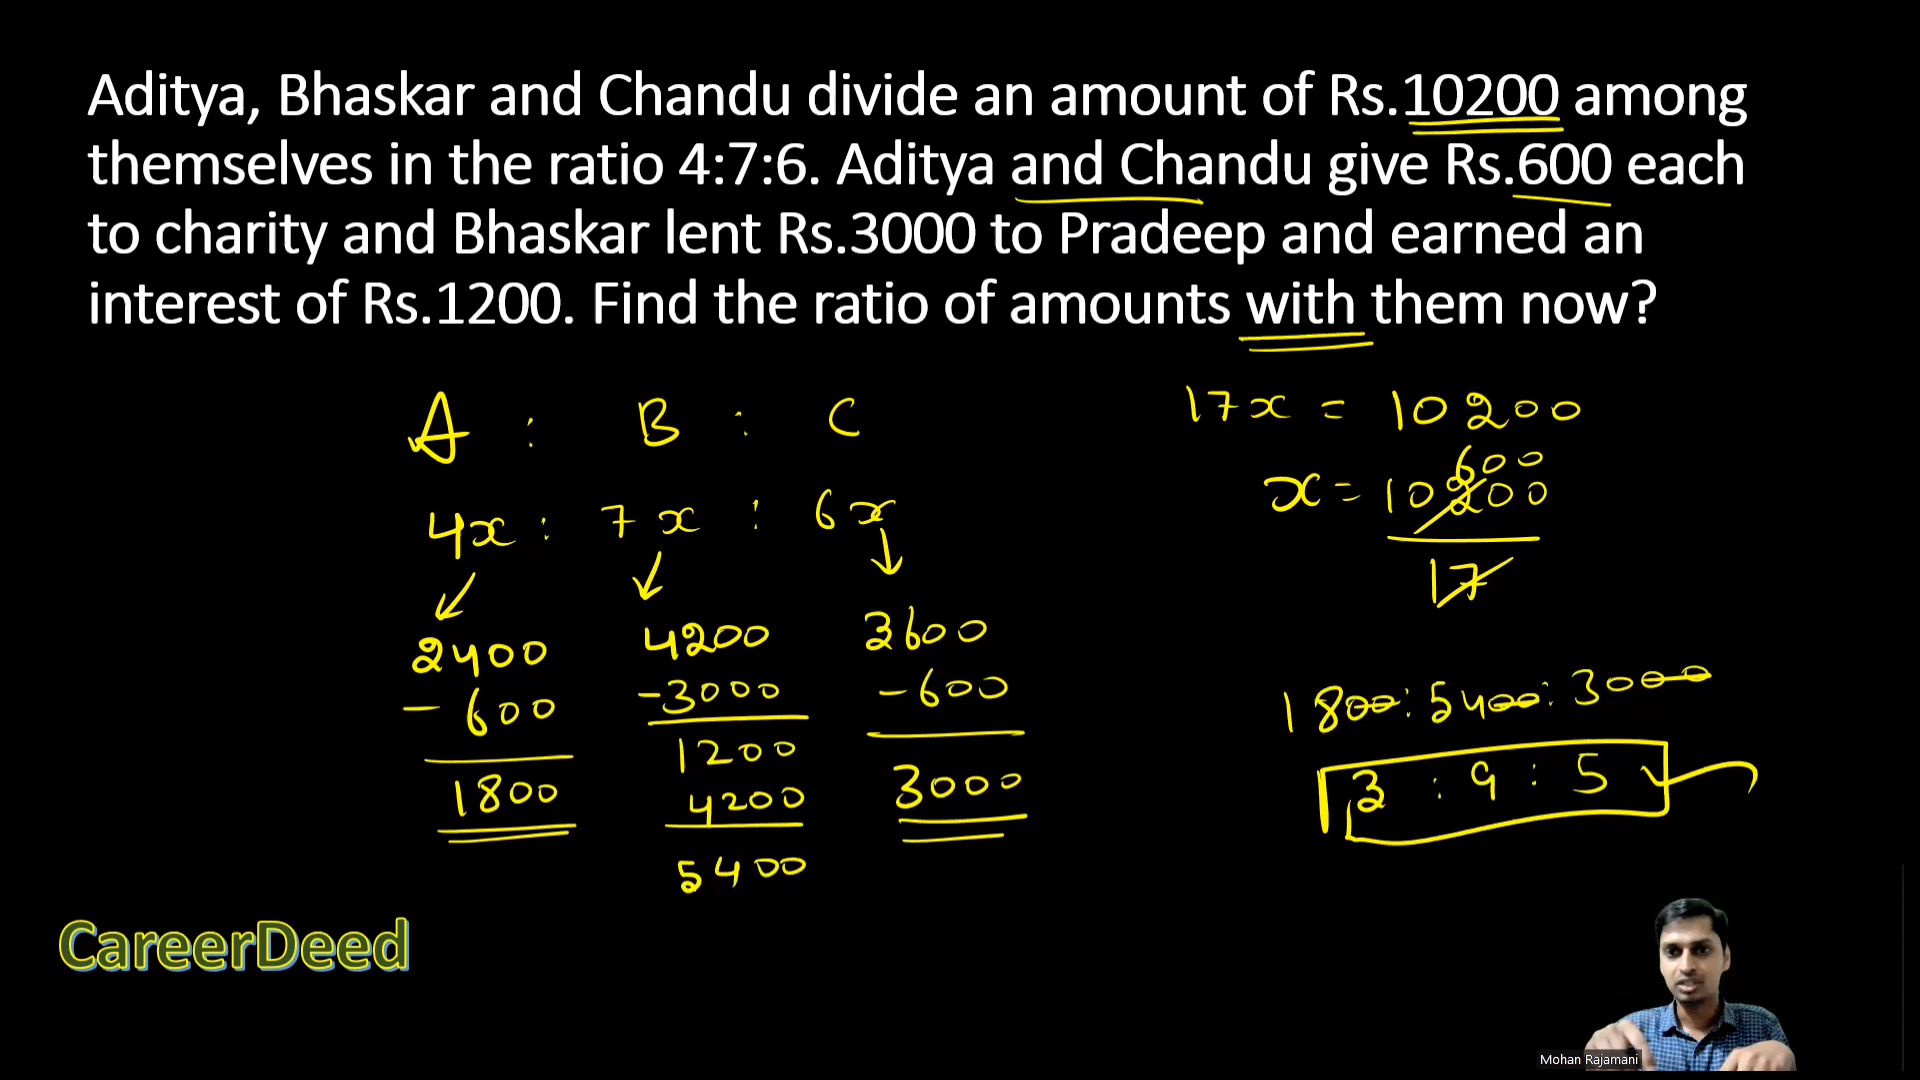 Aditya, Bhaskar and Chandu divide an amount of Rs.10200 among
themselves in the ratio 4:7:6. Aditya and Chandu give Rs.600 each
to charity and Bhaskar lent Rs.3000 to Pradeep and earned an
interest of Rs.1200. Find the ratio of amounts with them now?
A : B : C
4x : 7x : 6x
2400 4200 3600
- 600 - 3000 - 600
1800 1200 3000
4200
5400
17x = 10200
600
x = 10200
17
1800 : 5400 : 3000
3 : 9 : 5
CareerDeed
Mohan Rajamani